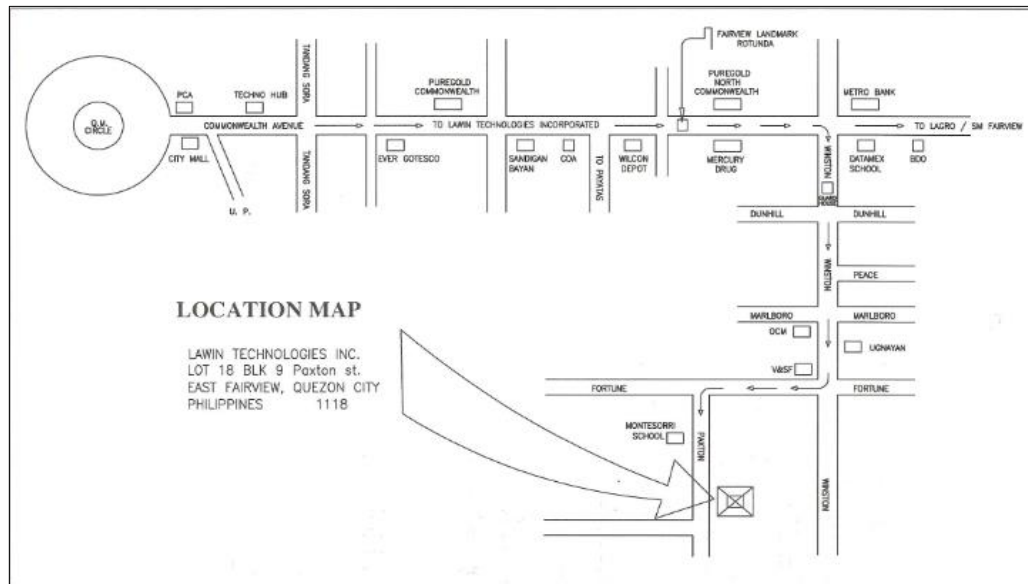 FAIRVIEW LANDMARK
ROTUNDA
TANDANG SORA
PCA
TECHNO HUB
PUREGOLD
COMMONWEALTH
PUREGOLD
NORTH
COMMONWEALTH
METRO BANK
Q.M.
CIRCLE
COMMONWEALTH AVENUE
TO LAWIN TECHNOLOGIES INCORPORATED
TO LAGRO / SM FAIRVIEW
CITY MALL
TANDANG SORA
EVER GOTESCO
SANDIGAN
BAYAN
COA
TO PAYATAS
WILCON
DEPOT
MERCURY
DRUG
WINSTON
DATAMEX
SCHOOL
BDO
GUARD
HOUSE
U. P.
DUNHILL
DUNHILL
WINSTON
PEACE
LOCATION MAP
MARLBORO
MARLBORO
OCM
UGNAYAN
LAWIN TECHNOLOGIES INC.
LOT 18 BLK 9 Paxton st.
EAST FAIRVIEW, QUEZON CITY
PHILIPPINES 1118
V&SF
FORTUNE
FORTUNE
MONTESORRI
SCHOOL
PAXTON
WINSTON